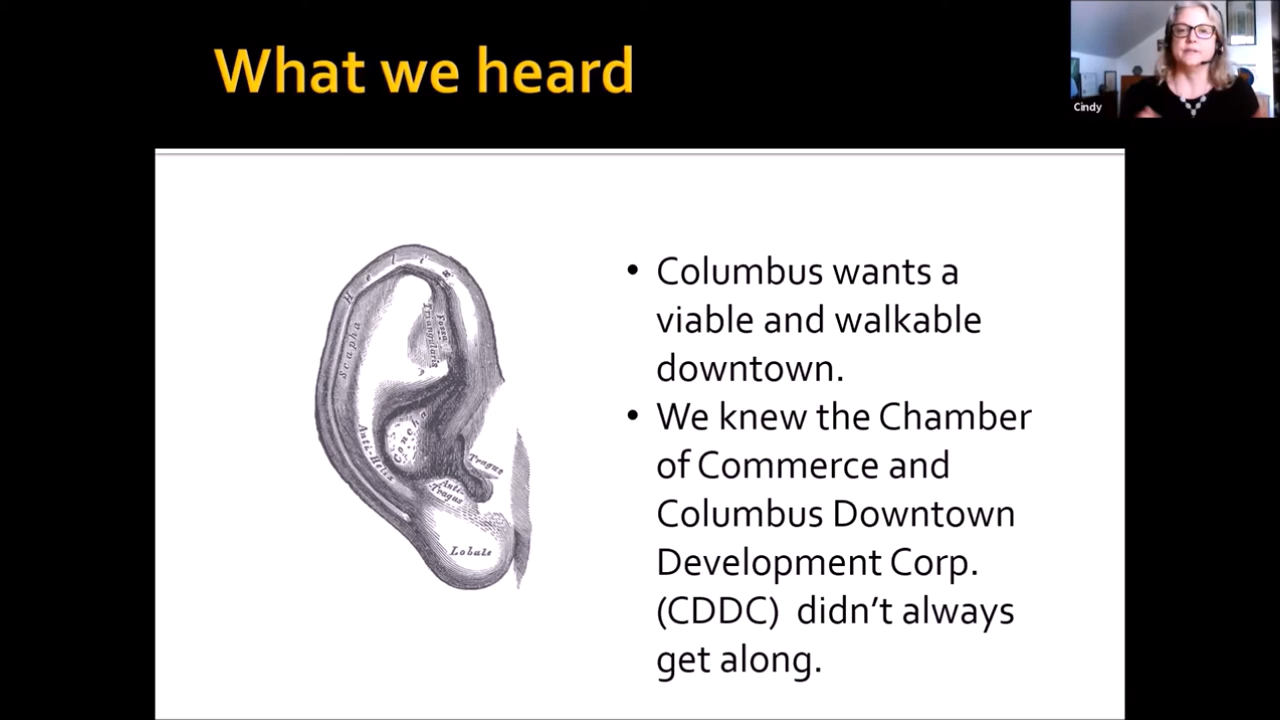 What we heard
Cindy
Helix
Scapha
Fossa
Triangularis
Anti-Helix
Concha
Tragus
Anti-
Tragus
Lobule
• Columbus wants a
viable and walkable
downtown.
• We knew the Chamber
of Commerce and
Columbus Downtown
Development Corp.
(CDDC)  didn’t always
get along.